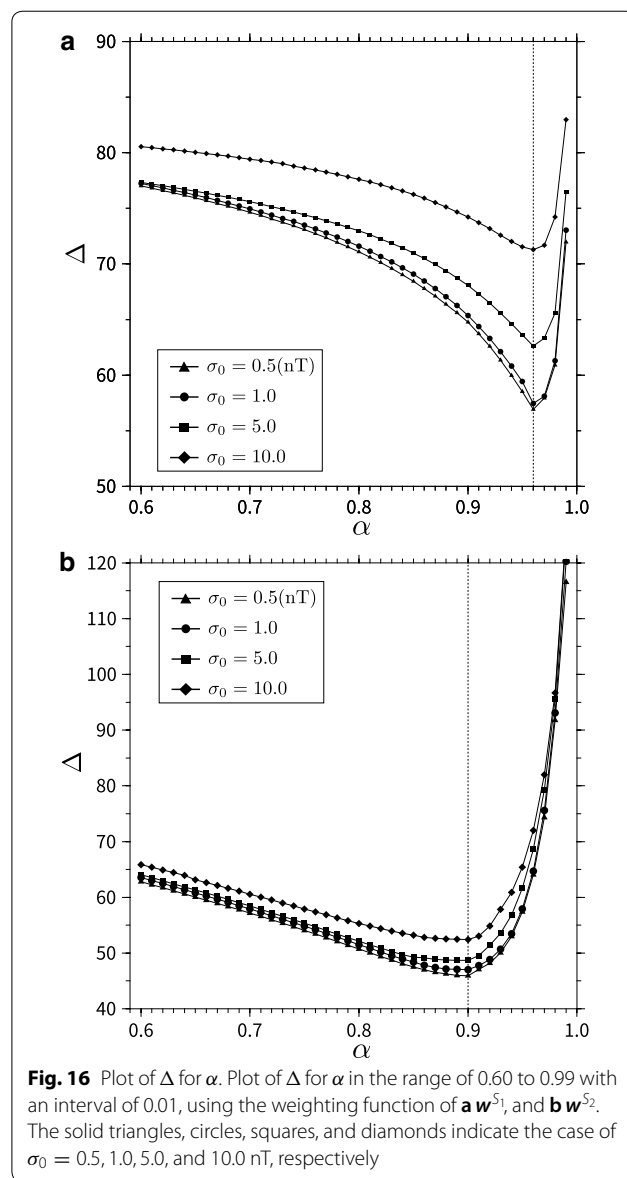 a
90
80
70
60
50
Δ
σ₀ = 0.5(nT)
σ₀ = 1.0
σ₀ = 5.0
σ₀ = 10.0
0.6 0.7 0.8 0.9 1.0
α
b
120
110
100
90
80
70
60
50
40
Δ
σ₀ = 0.5(nT)
σ₀ = 1.0
σ₀ = 5.0
σ₀ = 10.0
0.6 0.7 0.8 0.9 1.0
α
Fig. 16 Plot of Δ for α. Plot of Δ for α in the range of 0.60 to 0.99 with
an interval of 0.01, using the weighting function of a w^S₁, and b w^S₂.
The solid triangles, circles, squares, and diamonds indicate the case of
σ₀ = 0.5, 1.0, 5.0, and 10.0 nT, respectively